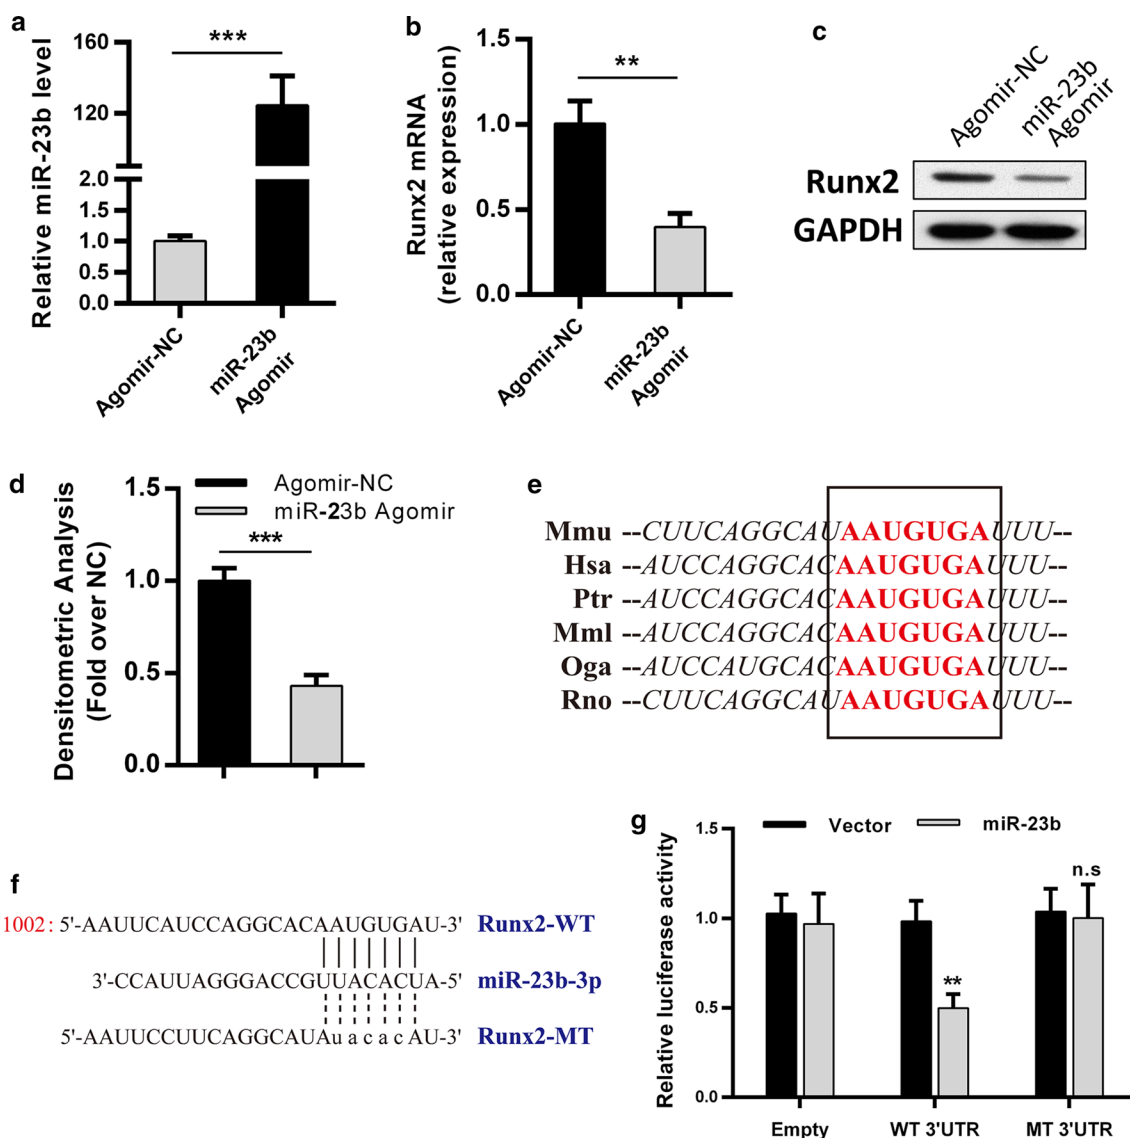 a
Relative miR-23b level
160
120
2.0
1.5
1.0
0.5
0.0
***
Agomir-NC
miR-23b
Agomir
b
Runx2 mRNA
(relative expression)
1.5
1.0
0.5
0.0
**
Agomir-NC
miR-23b
Agomir
c
Agomir-NC
miR-23b
Agomir
Runx2
GAPDH
d
Densitometric Analysis
(Fold over NC)
1.5
1.0
0.5
0.0
Agomir-NC
miR-23b Agomir
***
e
Mmu --CUUCAGGCAUAAUGUGAUUU--
Hsa --AUCCAGGCACAAUGUGAUUU--
Ptr --AUCCAGGCACAAUGUGAUUU--
Mml --AUCCAGGCACAAUGUGAUUU--
Oga --AUCCAUGCACAAUGUGAUUU--
Rno --CUUCAGGCAUAAUGUGAUUU--
f
1002: 5'-AAUUCAUCCAGGCACAAUGUGAU-3' Runx2-WT
3'-CCAUUAGGGACCGUUACACUA-5' miR-23b-3p
5'-AAUUCCUUCAGGCAUAuacacAU-3' Runx2-MT
g
Relative luciferase activity
1.5
1.0
0.5
0.0
Vector
miR-23b
**
n.s
Empty
WT 3'UTR
MT 3'UTR